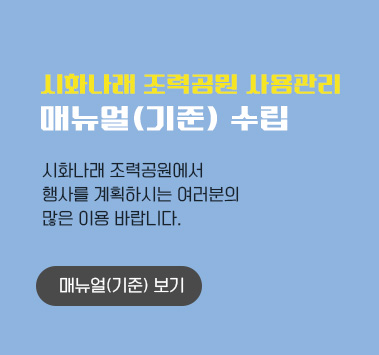 시화나래 조력공원 사용관리
매뉴얼(기준) 수립
시화나래 조력공원에서
행사를 계획하시는 여러분의
많은 이용 바랍니다.
매뉴얼(기준) 보기